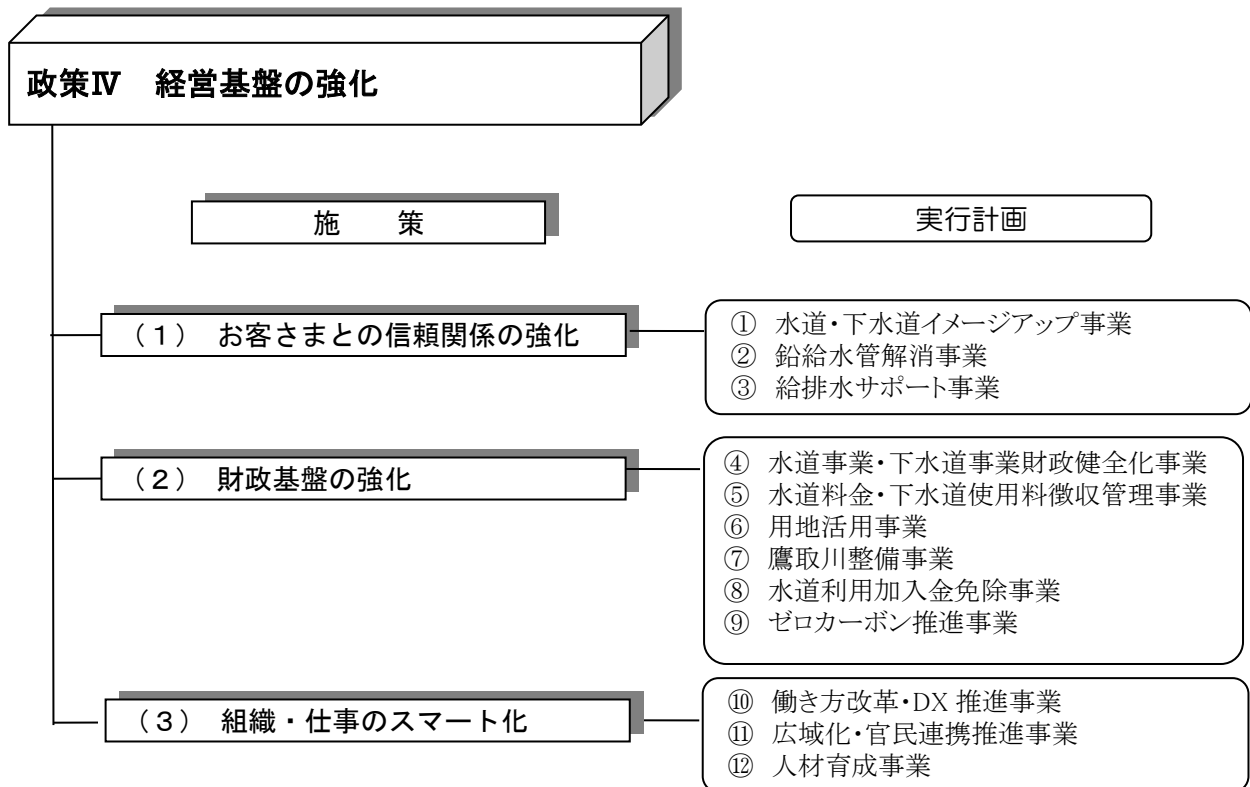 政策Ⅳ 経営基盤の強化
施 策
実行計画
(1) お客さまとの信頼関係の強化
① 水道・下水道イメージアップ事業
② 鉛給水管解消事業
③ 給排水サポート事業
(2) 財政基盤の強化
④ 水道事業・下水道事業財政健全化事業
⑤ 水道料金・下水道使用料徴収管理事業
⑥ 用地活用事業
⑦ 鷹取川整備事業
⑧ 水道利用加入金免除事業
⑨ ゼロカーボン推進事業
(3) 組織・仕事のスマート化
⑩ 働き方改革・DX 推進事業
⑪ 広域化・官民連携推進事業
⑫ 人材育成事業